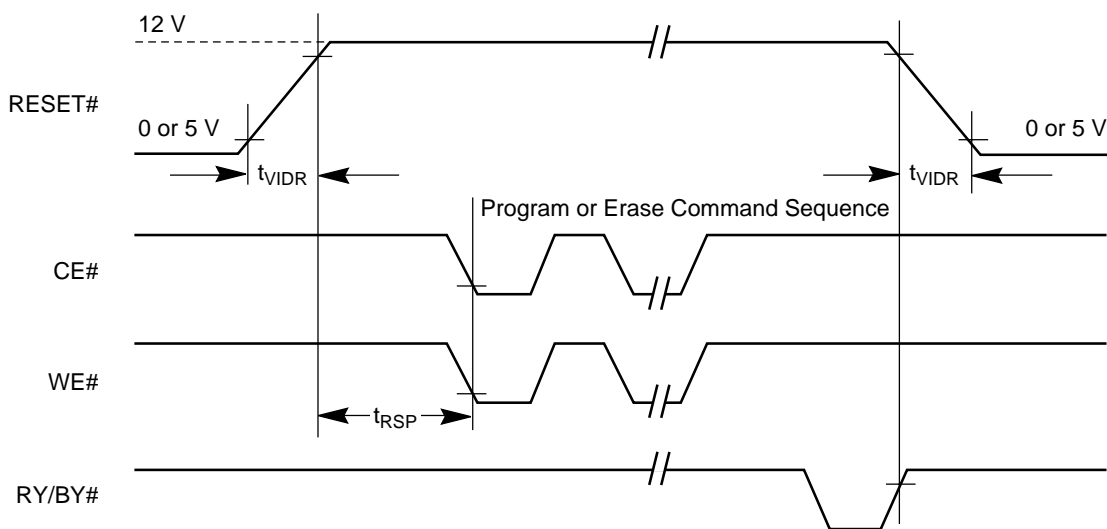 12 V
RESET#
0 or 5 V
0 or 5 V
tVIDR
tVIDR
Program or Erase Command Sequence
CE#
WE#
tRSP
RY/BY#